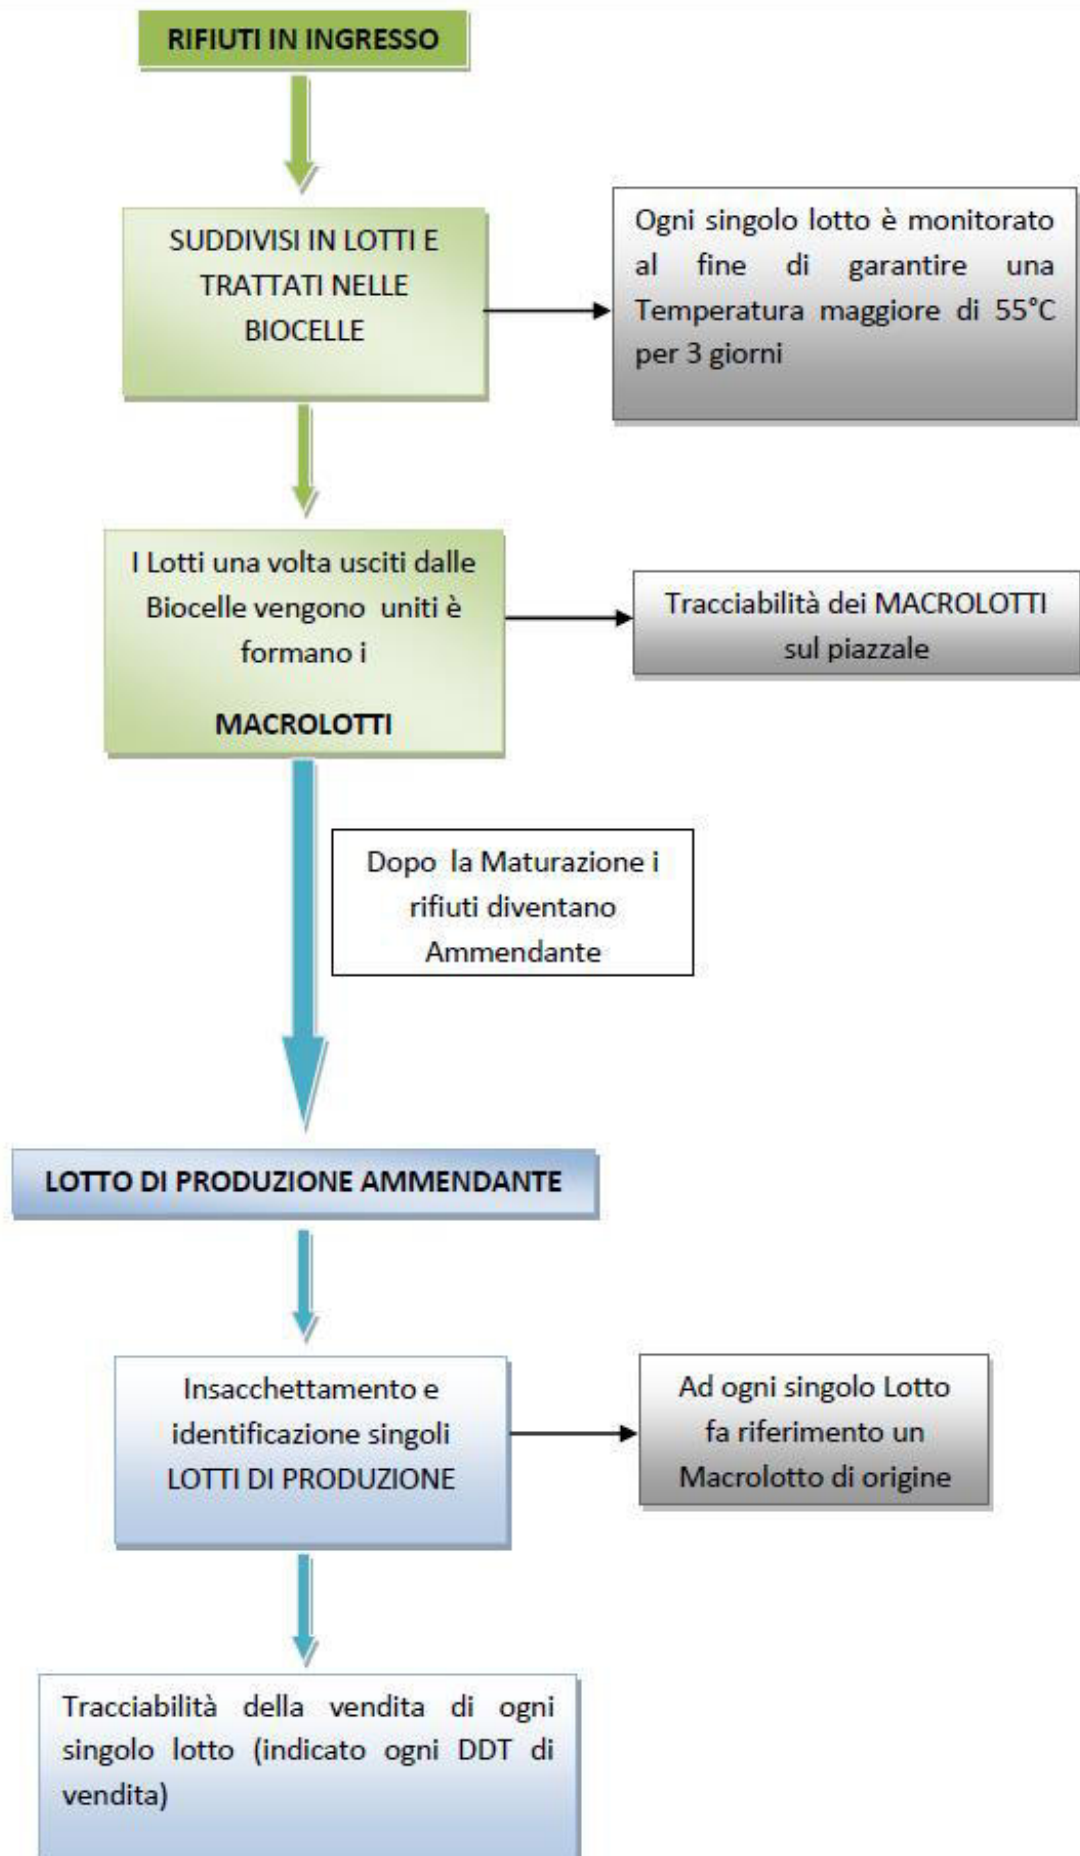 RIFIUTI IN INGRESSO
SUDDIVISI IN LOTTI E
TRATTATI NELLE
BIOCELLE
Ogni singolo lotto è monitorato
al fine di garantire una
Temperatura maggiore di 55°C
per 3 giorni
I Lotti una volta usciti dalle
Biocelle vengono uniti è
formano i
MACROLOTTI
Tracciabilità dei MACROLOTTI
sul piazzale
Dopo la Maturazione i
rifiuti diventano
Ammendante
LOTTO DI PRODUZIONE AMMENDANTE
Insacchettamento e
identificazione singoli
LOTTI DI PRODUZIONE
Ad ogni singolo Lotto
fa riferimento un
Macrolotto di origine
Tracciabilità della vendita di ogni
singolo lotto (indicato ogni DDT di
vendita)